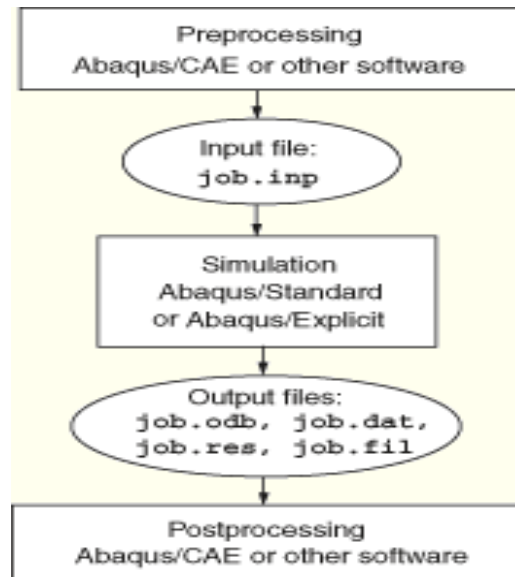 Preprocessing
Abaqus/CAE or other software
Input file:
job.inp
Simulation
Abaqus/Standard
or Abaqus/Explicit
Output files:
job.odb, job.dat,
job.res, job.fil
Postprocessing
Abaqus/CAE or other software